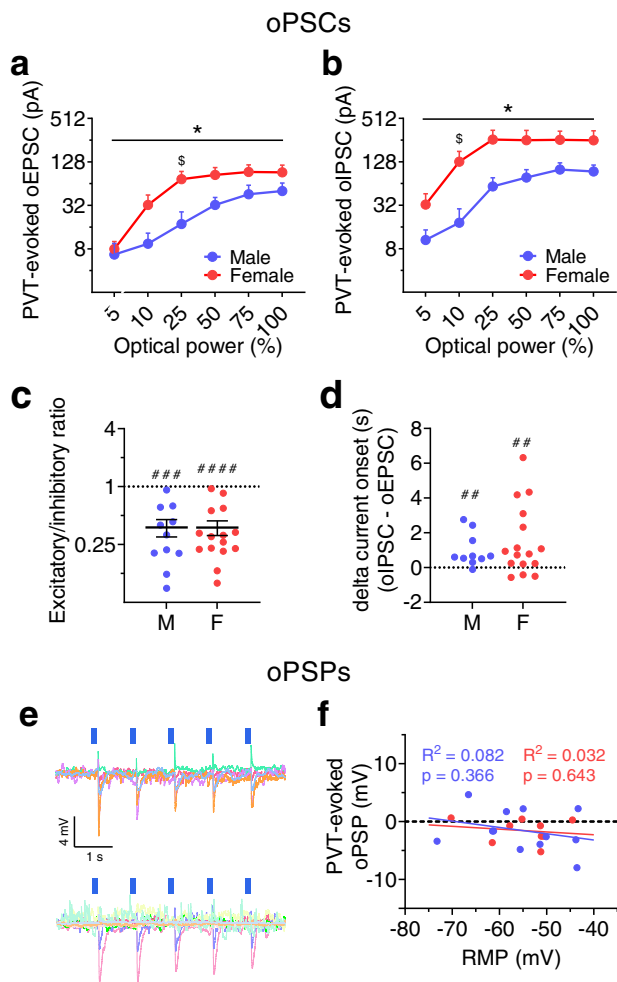 oPSCs
a
PVT-evoked oEPSC (pA)
512
128
32
8
*
$
Male
Female
5 10 25 50 75 100
Optical power (%)
b
PVT-evoked oIPSC (pA)
512
128
32
8
*
$
Male
Female
5 10 25 50 75 100
Optical power (%)
c
Excitatory/inhibitory ratio
4
1
0.25
### ####
M F
d
delta current onset (s)
(oIPSC - oEPSC)
8
6
4
2
0
-2
## ##
M F
oPSPs
e
4 mV
1 s
f
PVT-evoked
oPSP (mV)
10
0
-10
R² = 0.082 R² = 0.032
p = 0.366 p = 0.643
-80 -70 -60 -50 -40
RMP (mV)